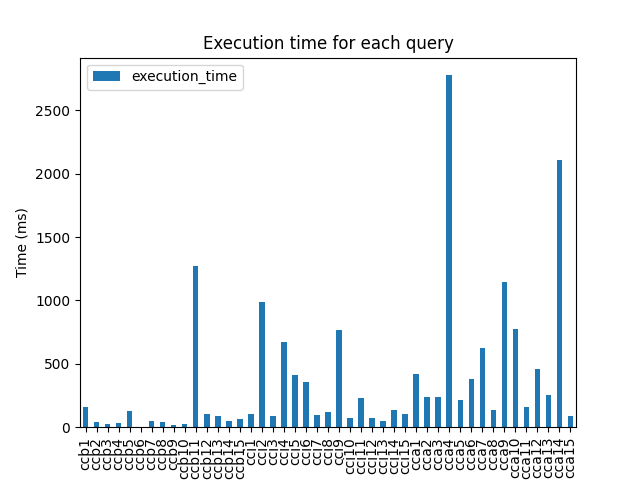 Execution time for each query
execution_time
Time (ms)
2500
2000
1500
1000
500
0
ccb1
ccb2
ccb3
ccb4
ccb5
ccb6
ccb7
ccb8
ccb9
ccb10
ccb11
ccb12
ccb13
ccb14
ccb15
cci1
cci2
cci3
cci4
cci5
cci6
cci7
cci8
cci9
cci10
cci11
cci12
cci13
cci14
cci15
cca1
cca2
cca3
cca4
cca5
cca6
cca7
cca8
cca9
cca10
cca11
cca12
cca13
cca14
cca15